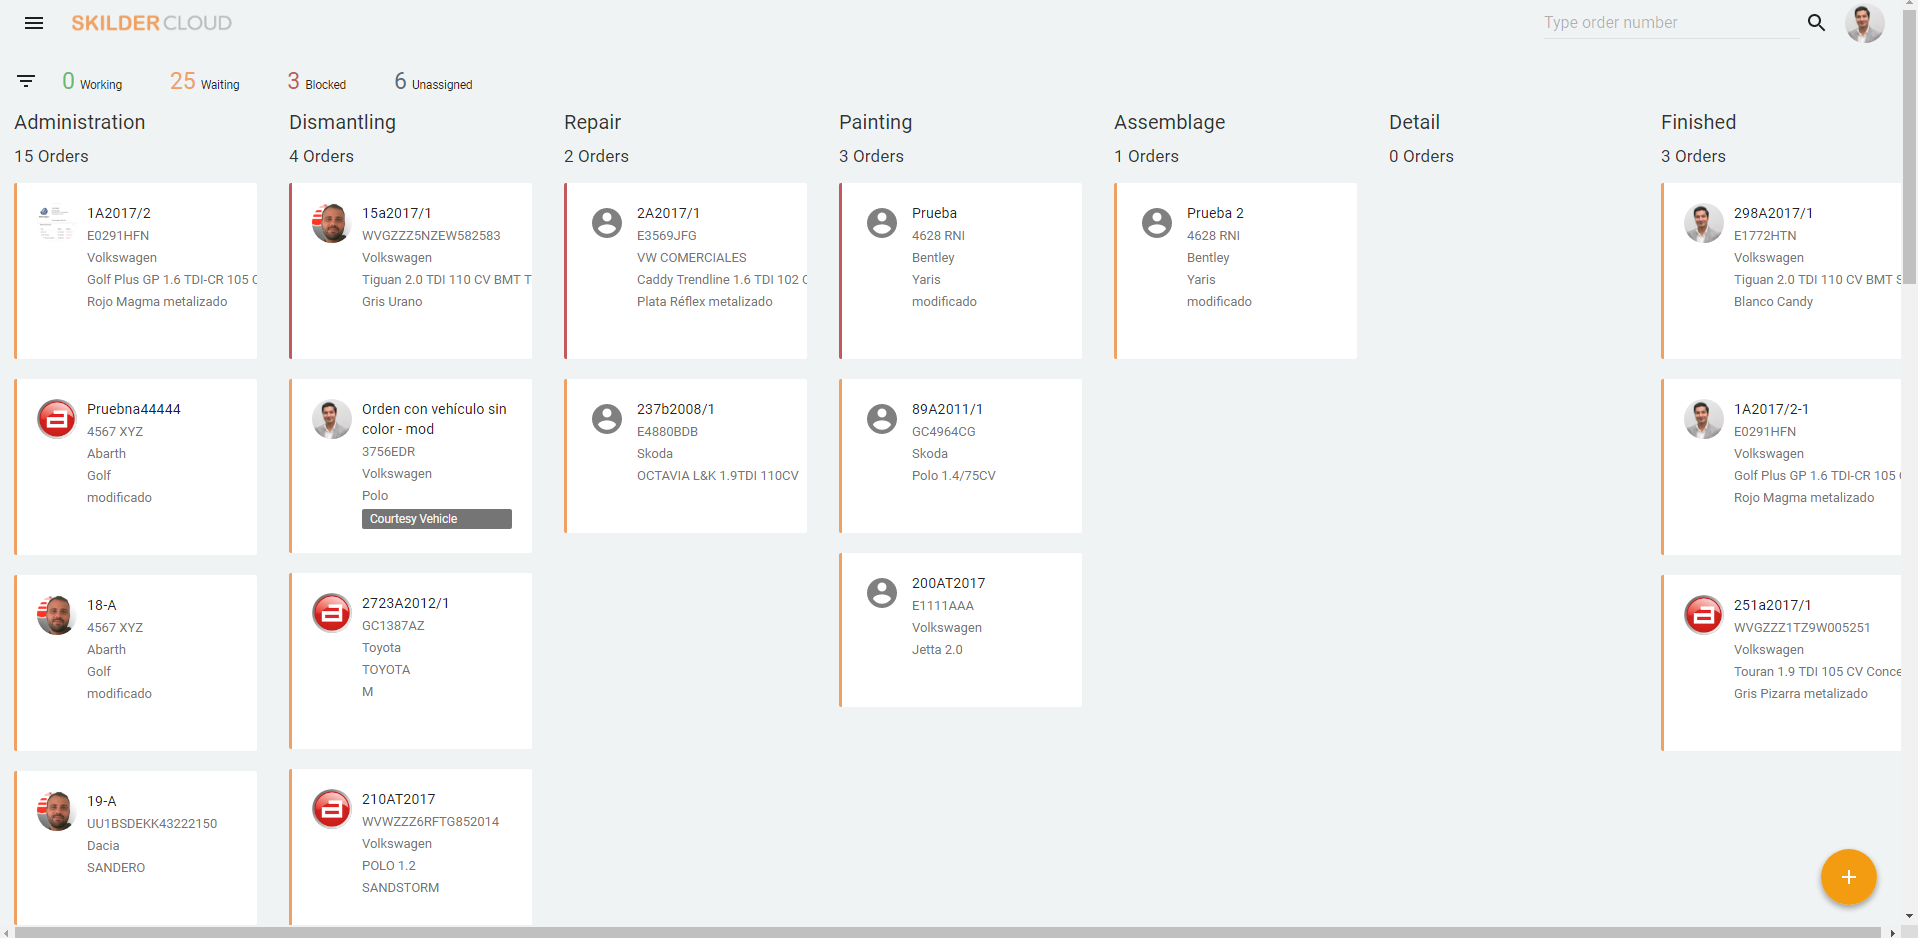 SKILDER CLOUD
Type order number
0 Working
25 Waiting
3 Blocked
6 Unassigned
Administration
15 Orders
1A2017/2
E0291HFN
Volkswagen
Golf Plus GP 1.6 TDI-CR 105 C
Rojo Magma metalizado
Pruebna44444
4567 XYZ
Abarth
Golf
modificado
18-A
4567 XYZ
Abarth
Golf
modificado
19-A
UU1BSDEKK43222150
Dacia
SANDERO
Dismantling
4 Orders
15a2017/1
WVGZZZ5NZEW582583
Volkswagen
Tiguan 2.0 TDI 110 CV BMT T
Gris Urano
Orden con vehículo sin
color - mod
3756EDR
Volkswagen
Polo
Courtesy Vehicle
2723A2012/1
GC1387AZ
Toyota
TOYOTA
M
210AT2017
WVWZZZ6RFTG852014
Volkswagen
POLO 1.2
SANDSTORM
Repair
2 Orders
2A2017/1
E3569JFG
VW COMERCIALES
Caddy Trendline 1.6 TDI 102 C
Plata Réflex metalizado
237b2008/1
E4880BDB
Skoda
OCTAVIA L&K 1.9TDI 110CV
Painting
3 Orders
Prueba
4628 RNI
Bentley
Yaris
modificado
89A2011/1
GC4964CG
Skoda
Polo 1.4/75CV
200AT2017
E1111AAA
Volkswagen
Jetta 2.0
Assemblage
1 Orders
Prueba 2
4628 RNI
Bentley
Yaris
modificado
Detail
0 Orders
Finished
3 Orders
298A2017/1
E1772HTN
Volkswagen
Tiguan 2.0 TDI 110 CV BMT S
Blanco Candy
1A2017/2-1
E0291HFN
Volkswagen
Golf Plus GP 1.6 TDI-CR 105
Rojo Magma metalizado
251a2017/1
WVGZZZ1TZ9W005251
Volkswagen
Touran 1.9 TDI 105 CV Conce
Gris Pizarra metalizado